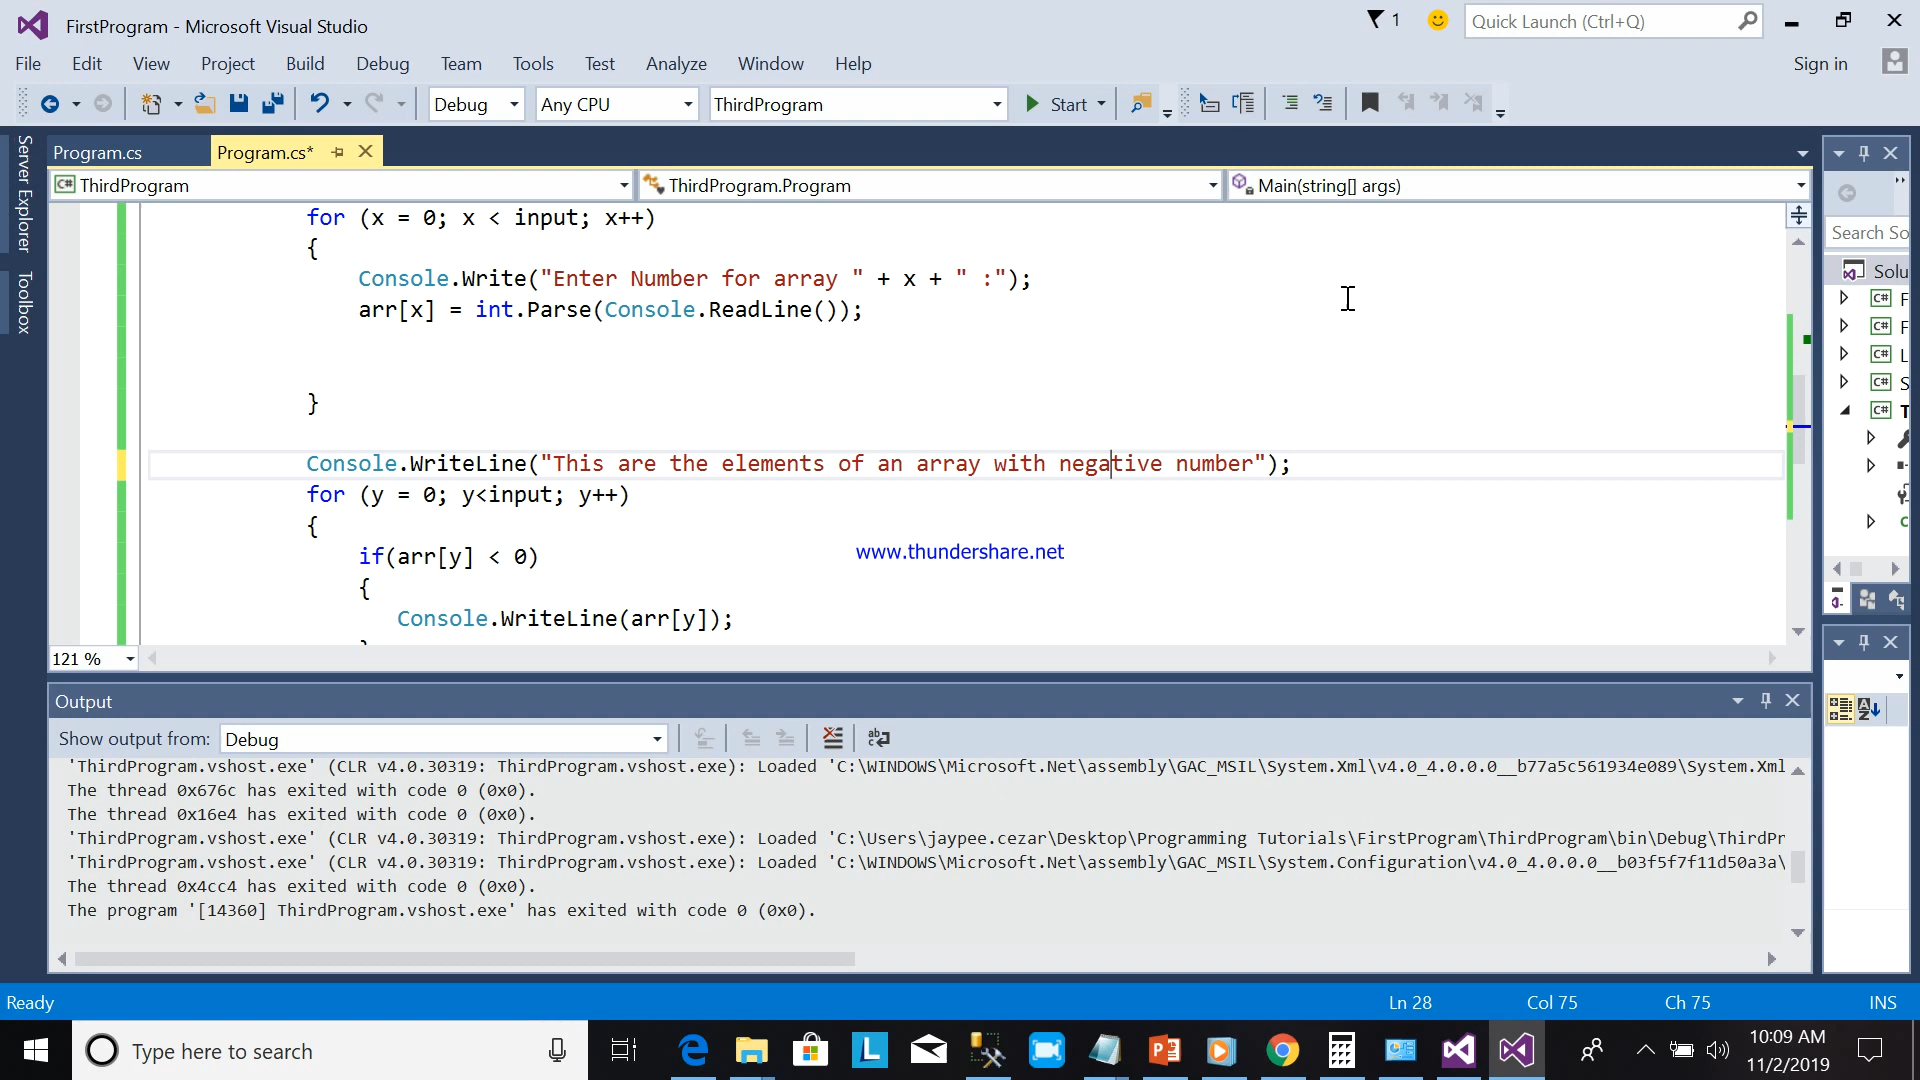 FirstProgram - Microsoft Visual Studio
1
Quick Launch (Ctrl+Q)
File Edit View Project Build Debug Team Tools Test Analyze Window Help
Sign in
Debug Any CPU ThirdProgram Start
Server Explorer
Toolbox
Program.cs Program.cs*
ThirdProgram ThirdProgram.Program Main(string[] args)
for (x = 0; x < input; x++)
{
Console.Write("Enter Number for array " + x + " :");
arr[x] = int.Parse(Console.ReadLine());
}
Console.WriteLine("This are the elements of an array with negative number");
for (y = 0; y<input; y++)
{
if(arr[y] < 0)
{
Console.WriteLine(arr[y]);
www.thundershare.net
121 %
Search So
Solu
F
F
L
S
T
Output
Show output from: Debug
'ThirdProgram.vshost.exe' (CLR v4.0.30319: ThirdProgram.vshost.exe): Loaded 'C:\WINDOWS\Microsoft.Net\assembly\GAC_MSIL\System.Xml\v4.0_4.0.0.0__b77a5c561934e089\System.Xml
The thread 0x676c has exited with code 0 (0x0).
The thread 0x16e4 has exited with code 0 (0x0).
'ThirdProgram.vshost.exe' (CLR v4.0.30319: ThirdProgram.vshost.exe): Loaded 'C:\Users\jaypee.cezar\Desktop\Programming Tutorials\FirstProgram\ThirdProgram\bin\Debug\ThirdPr
'ThirdProgram.vshost.exe' (CLR v4.0.30319: ThirdProgram.vshost.exe): Loaded 'C:\WINDOWS\Microsoft.Net\assembly\GAC_MSIL\System.Configuration\v4.0_4.0.0.0__b03f5f7f11d50a3a\
The thread 0x4cc4 has exited with code 0 (0x0).
The program '[14360] ThirdProgram.vshost.exe' has exited with code 0 (0x0).
Ready Ln 28 Col 75 Ch 75 INS
Type here to search
10:09 AM
11/2/2019